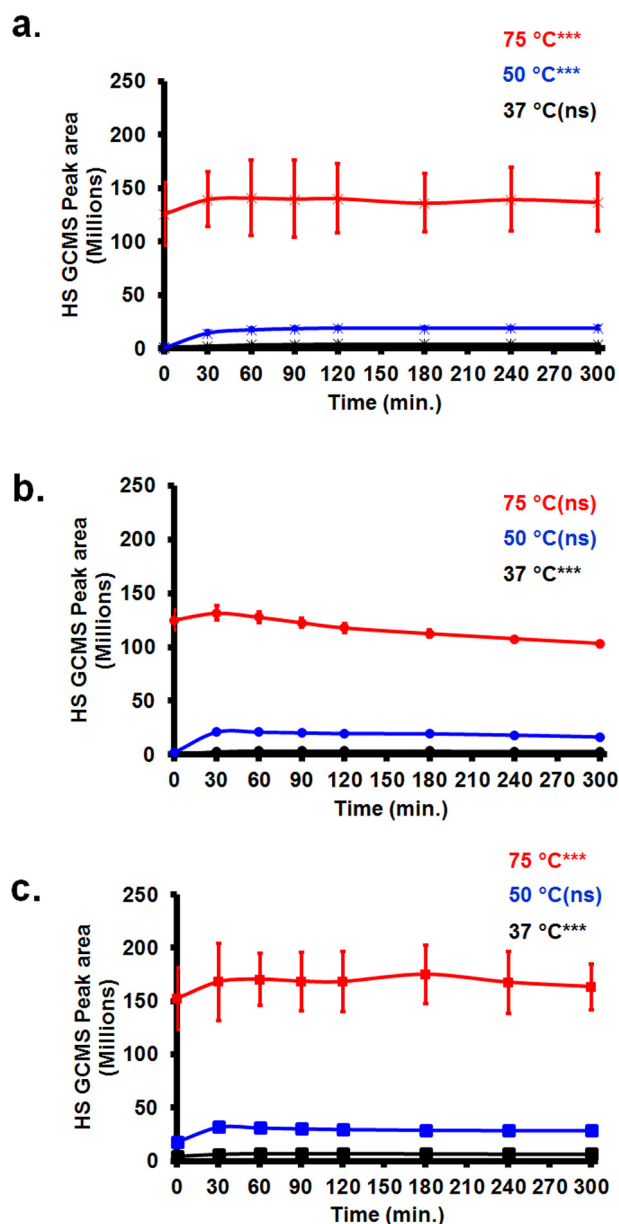 a.
75 °C***
50 °C***
37 °C(ns)
HS GCMS Peak area
(Millions)
250
200
150
100
50
0
0 30 60 90 120 150 180 210 240 270 300
Time (min.)
b.
75 °C(ns)
50 °C(ns)
37 °C***
HS GCMS Peak area
(Millions)
250
200
150
100
50
0
0 30 60 90 120 150 180 210 240 270 300
Time (min.)
c.
75 °C***
50 °C(ns)
37 °C***
HS GCMS Peak area
(Millions)
250
200
150
100
50
0
0 30 60 90 120 150 180 210 240 270 300
Time (min.)